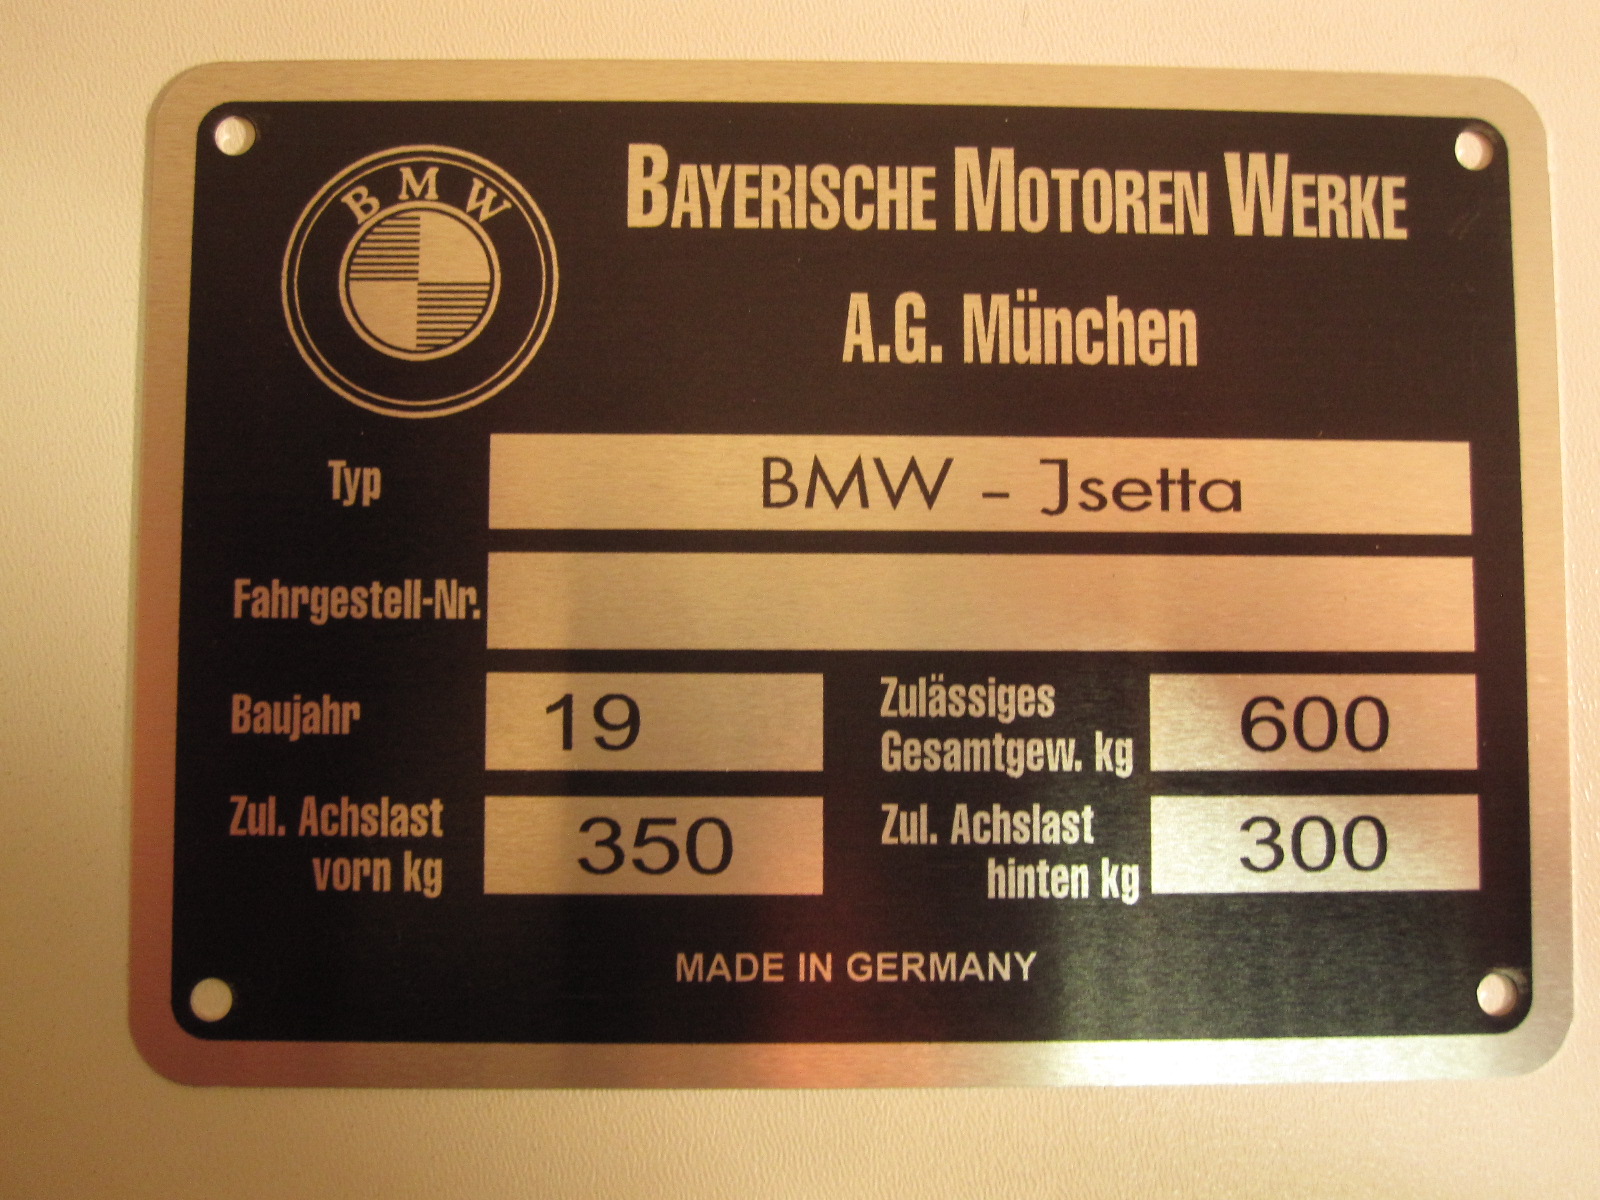 BMW
BAYERISCHE MOTOREN WERKE
A.G. München
Typ BMW - Jsetta
Fahrgestell-Nr.
Baujahr 19
Zulässiges
Gesamtgew. kg 600
Zul. Achslast
vorn kg 350
Zul. Achslast
hinten kg 300
MADE IN GERMANY